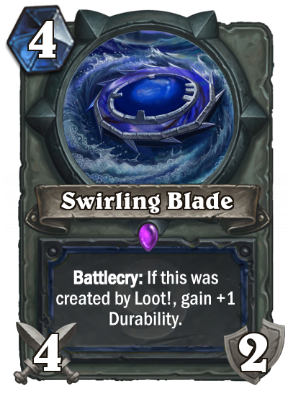 4
Swirling Blade
Battlecry: If this was
created by Loot!, gain +1
Durability.
4 2